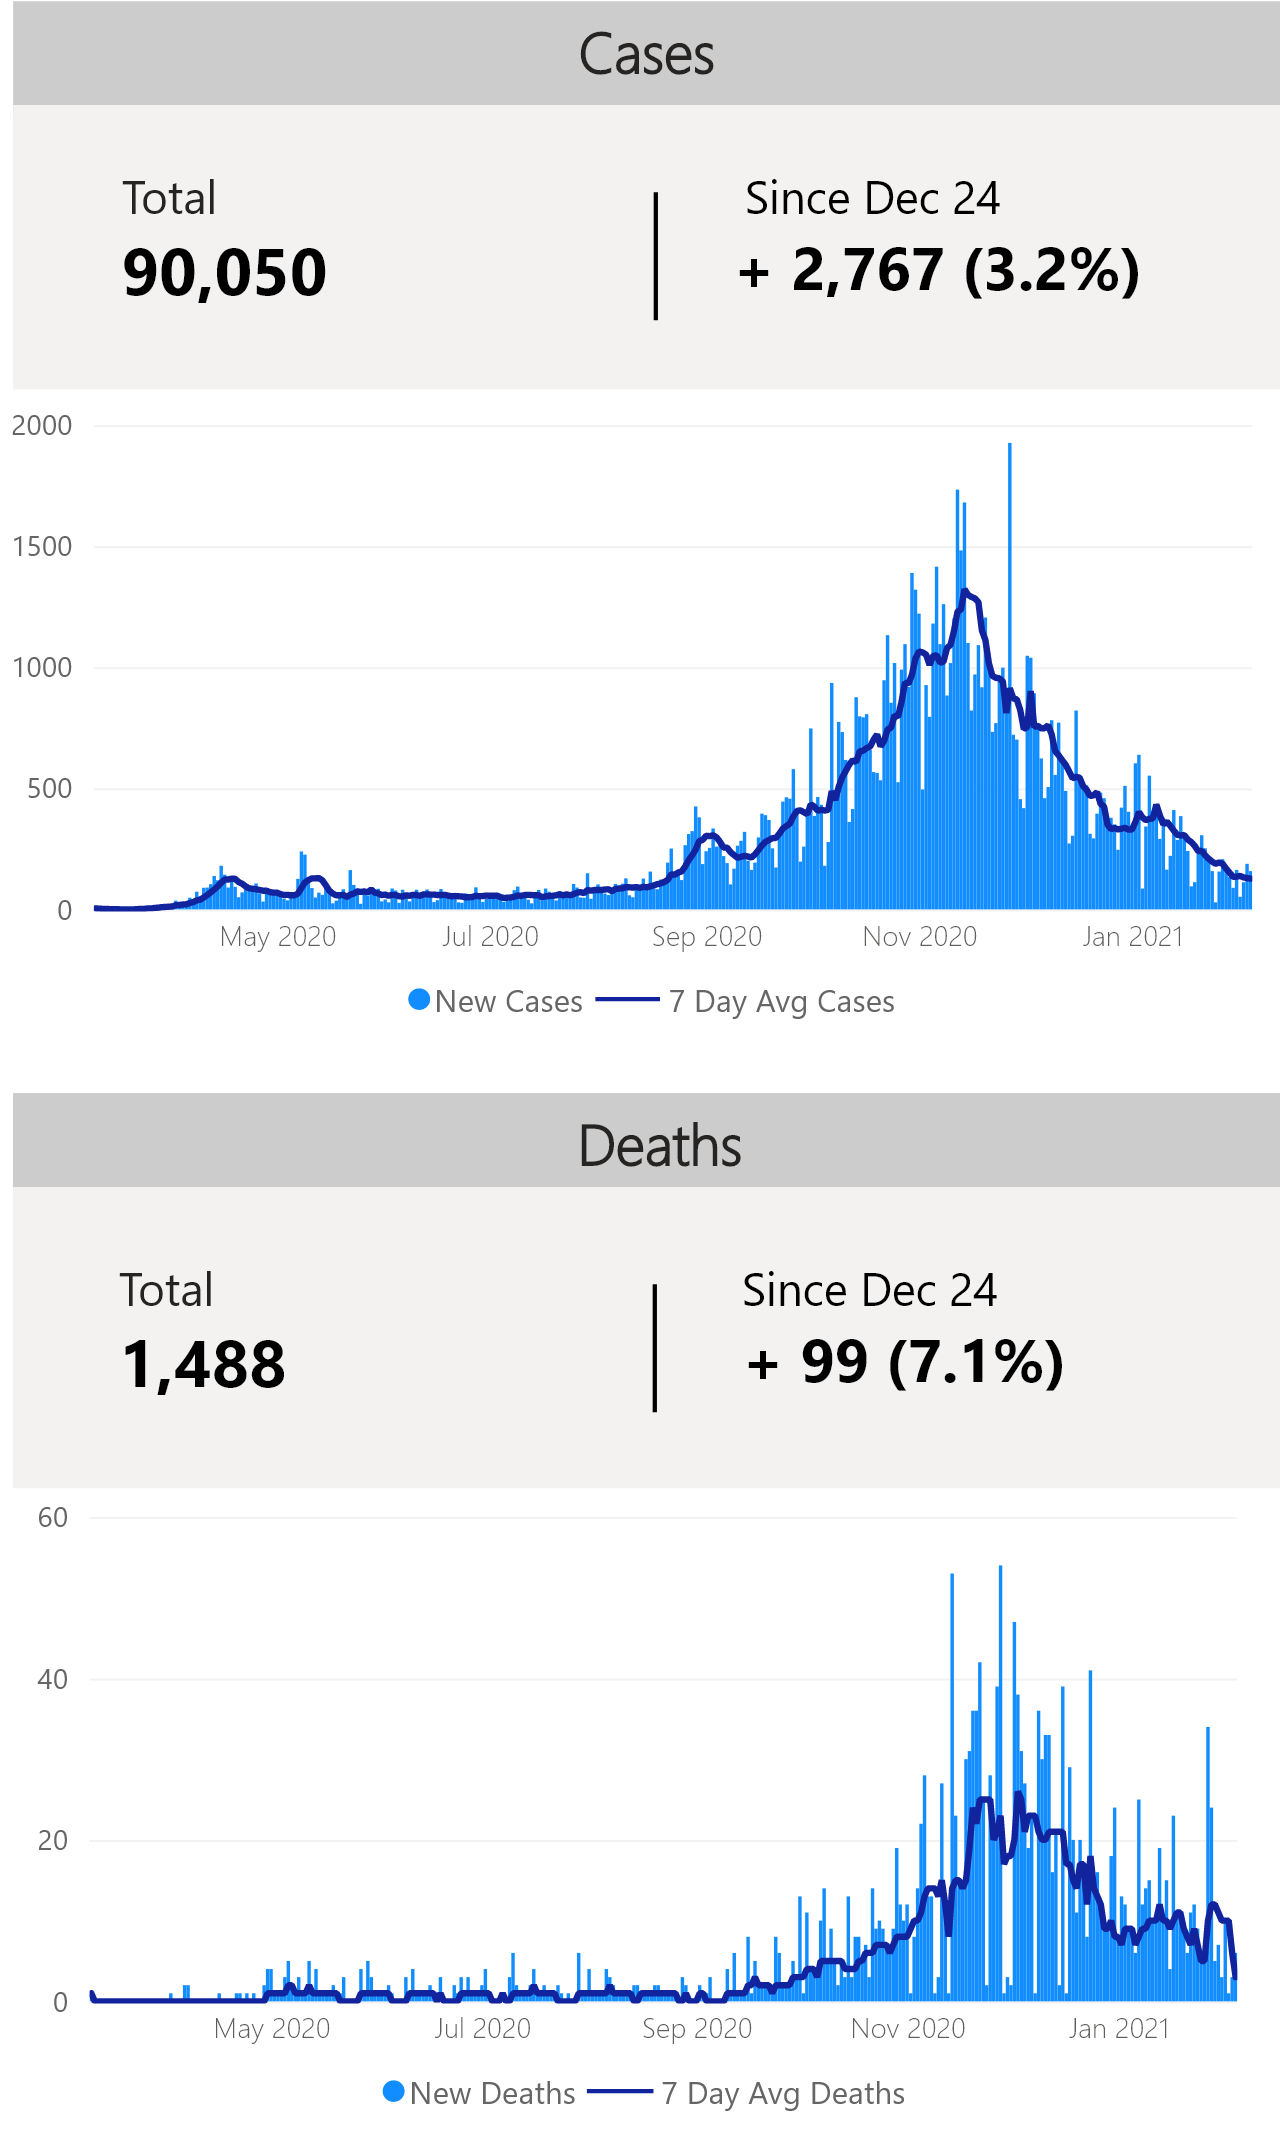 Cases
Total
Since Dec 24
90,050
+ 2,767 (3.2%)
2000
1500
1000
500
0
May 2020
Jul 2020
Sep 2020
Nov 2020
Jan 2021
New Cases
7 Day Avg Cases
Deaths
Total
Since Dec 24
1,488
+ 99 (7.1%)
60
40
20
0
May 2020
Jul 2020
Sep 2020
Nov 2020
Jan 2021
New Deaths
7 Day Avg Deaths